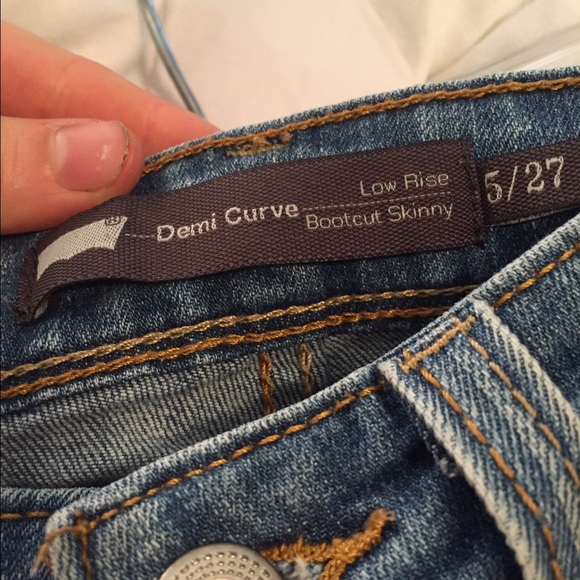 Demi Curve
Low Rise
Bootcut Skinny
5/27